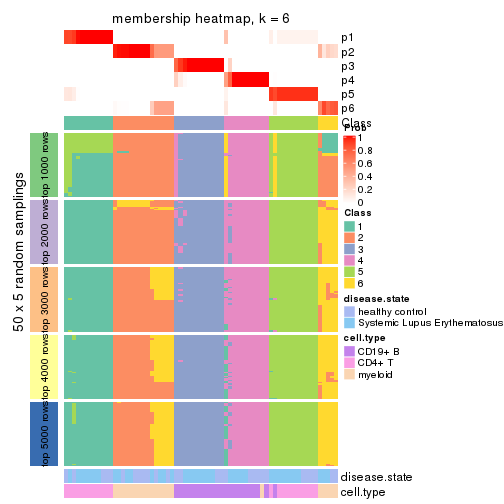 membership heatmap, k = 6
p1
p2
p3
p4
p5
p6
Class
Prob
1
0.8
0.6
0.4
0.2
0
Class
1
2
3
4
5
6
disease.state
healthy control
Systemic Lupus Erythematosus
cell.type
CD19+ B
CD4+ T
myeloid
50 x 5 random samplings
top 1000 rows
top 2000 rows
top 3000 rows
top 4000 rows
top 5000 rows
disease.state
cell.type